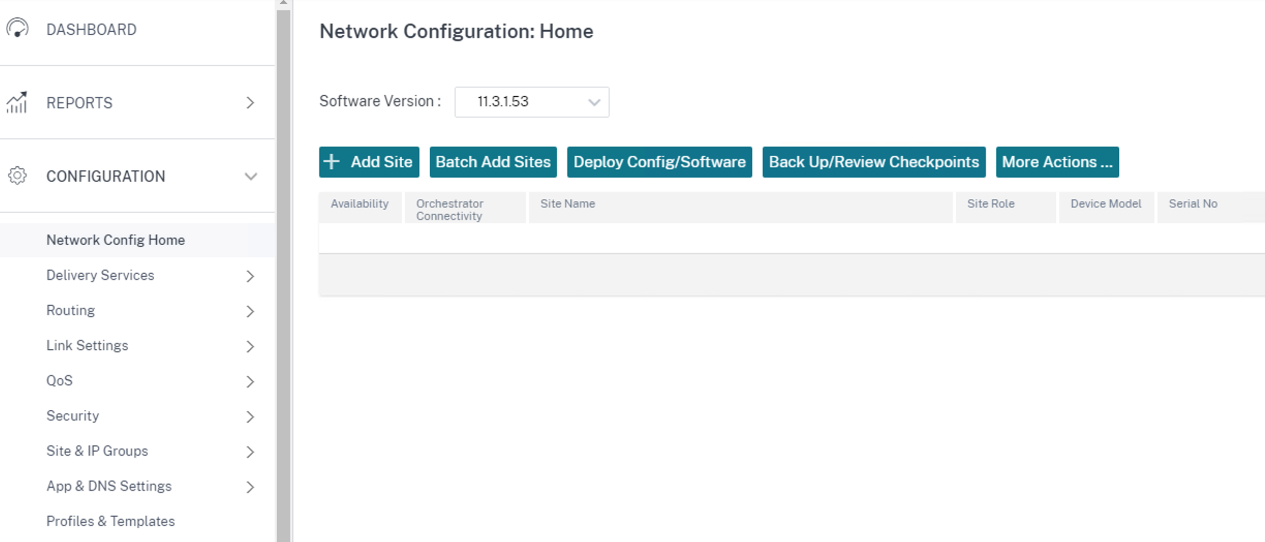 DASHBOARD
REPORTS
CONFIGURATION
Network Config Home
Delivery Services
Routing
Link Settings
QoS
Security
Site & IP Groups
App & DNS Settings
Profiles & Templates
Network Configuration: Home
Software Version : 11.3.1.53
Add Site Batch Add Sites Deploy Config/Software Back Up/Review Checkpoints More Actions ...
Availability Orchestrator Connectivity Site Name Site Role Device Model Serial No